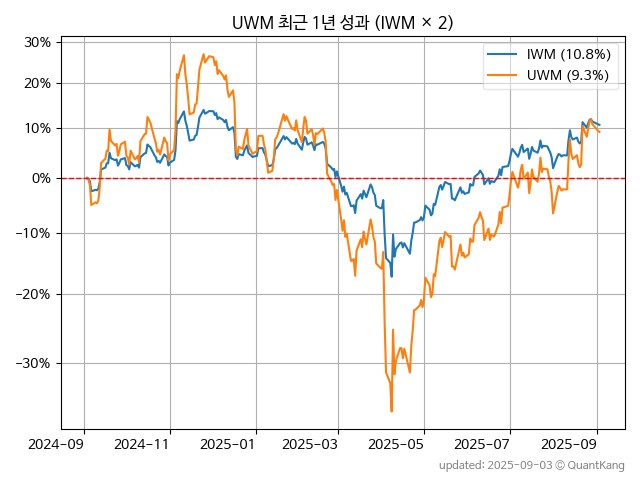 UWM 최근 1년 성과 (IWM × 2)
IWM (10.8%)
UWM (9.3%)
30%
20%
10%
0%
−10%
−20%
−30%
2024-09 2024-11 2025-01 2025-03 2025-05 2025-07 2025-09
updated: 2025-09-03 © QuantKang